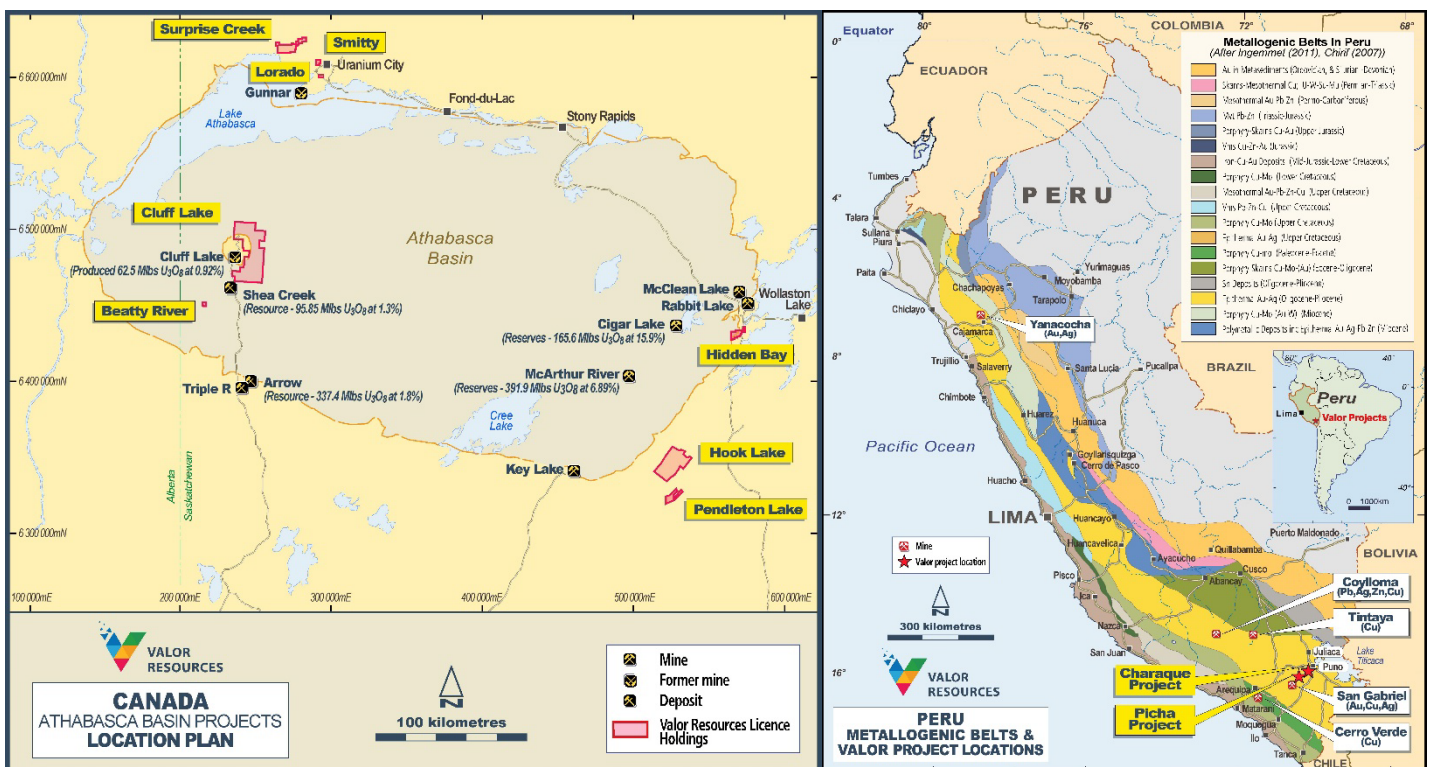 Surprise Creek
Smitty
Uranium City
Lorado
Gunnar
6 600 000mN
Lake
Athabasca
Fond-du-Lac
Stony Rapids
Cluff Lake
6 500 000mN
Athabasca
Basin
Cluff Lake
(Produced 62.5 Mlbs U₃O₈ at 0.92%)
Shea Creek
(Resource - 95.85 Mlbs U₃O₈ at 1.3%)
Beatty River
McClean Lake
Rabbit Lake
Wollaston
Lake
Cigar Lake
(Reserves - 165.6 Mlbs U₃O₈ at 15.9%)
Hidden Bay
McArthur River
(Reserves - 391.9 Mlbs U₃O₈ at 6.89%)
6 400 000mN
Triple R
Arrow
(Resource - 337.4 Mlbs U₃O₈ at 1.8%)
Cree
Lake
Key Lake
Hook Lake
Pendleton Lake
Alberta
Saskatchewan
6 300 000mN
100 000mE
200 000mE
300 000mE
400 000mE
500 000mE
600 000mE
VALOR
RESOURCES
CANADA
ATHABASCA BASIN PROJECTS
LOCATION PLAN
N
100 kilometres
Mine
Former mine
Deposit
Valor Resources Licence
Holdings
80°
76°
72°
68°
Equator
0°
COLOMBIA
ECUADOR
Metallogenic Belts In Peru
(After Ingemmel (2011), Chirif (2007))
PERU
Tumbes
4°
Talara
Sullana
Piura
Paita
Yurimaguas
Moyobamba
Chachapoyas
Tarapolo
Chiclayo
Cajamarca
Yanacocha
(Au,Ag)
8°
Trujillo
Salaverry
Santa Lucia
Pucallpa
BRAZIL
Chimbote
Huarez
Huanuca
Pacific Ocean
Goyllarisquizga
Cerro de Pasco
Huacho
12°
LIMA
Huancayo
Huancavelica
Ayacucho
Quillabamba
Puerto Maldonado
BOLIVIA
Cusco
Abancay
Pisco
Ica
Nazca
San Juan
Coylloma
(Pb,Ag,Zn,Cu)
Tintaya
(Cu)
Juliaca
Puno
Lake
Titicaca
16°
Charaque
Project
Picha
Project
Arequipa
Matarani
Moquegua
Ilo
Tanca
San Gabriel
(Au,Cu,Ag)
Cerro Verde
(Cu)
CHILE
Mine
Valor project location
N
300 kilometres
VALOR
RESOURCES
PERU
METALLOGENIC BELTS &
VALOR PROJECT LOCATIONS
80°
40°
0°
Peru
Lima
Valor Projects
40°
0 1000km